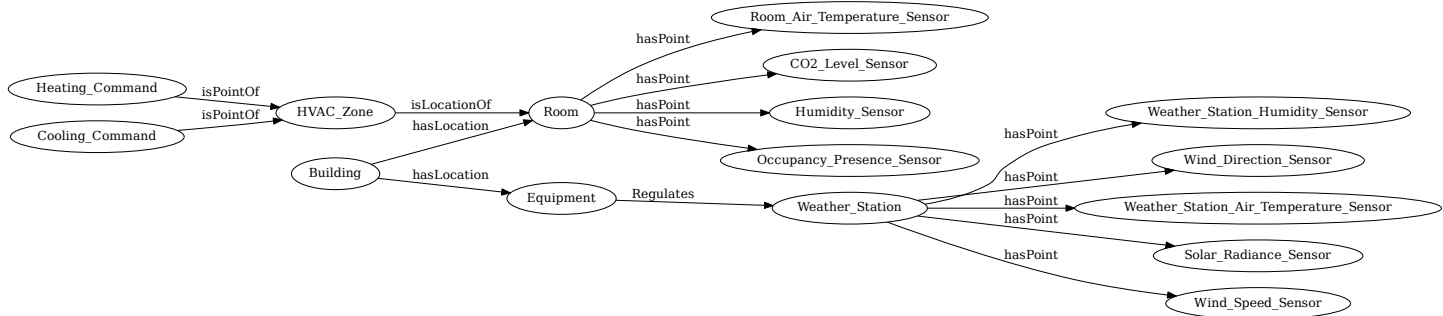 Room_Air_Temperature_Sensor
hasPoint
CO2_Level_Sensor
hasPoint
Heating_Command
isPointOf
HVAC_Zone
isLocationOf
Room
hasPoint
Humidity_Sensor
Weather_Station_Humidity_Sensor
isPointOf
Cooling_Command
hasLocation
hasPoint
Occupancy_Presence_Sensor
hasPoint
Wind_Direction_Sensor
Building
hasLocation
hasPoint
Equipment
Regulates
Weather_Station
hasPoint
Weather_Station_Air_Temperature_Sensor
hasPoint
Solar_Radiance_Sensor
hasPoint
Wind_Speed_Sensor